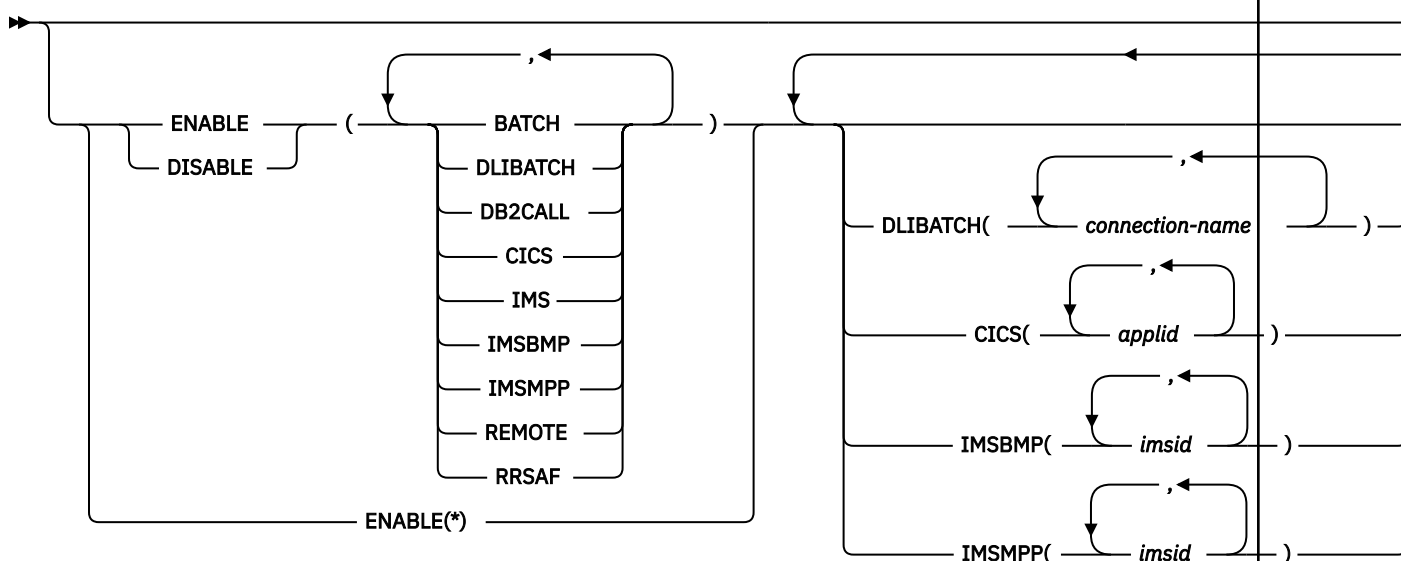 ,
ENABLE ( BATCH )
DISABLE DLIBATCH
,
DB2CALL
DLIBATCH( connection-name )
CICS
,
IMS
CICS( applid )
IMSBMP
,
IMSMPP
REMOTE
IMSBMP( imsid )
RRSAF
,
ENABLE(*)
IMSMPP( imsid )